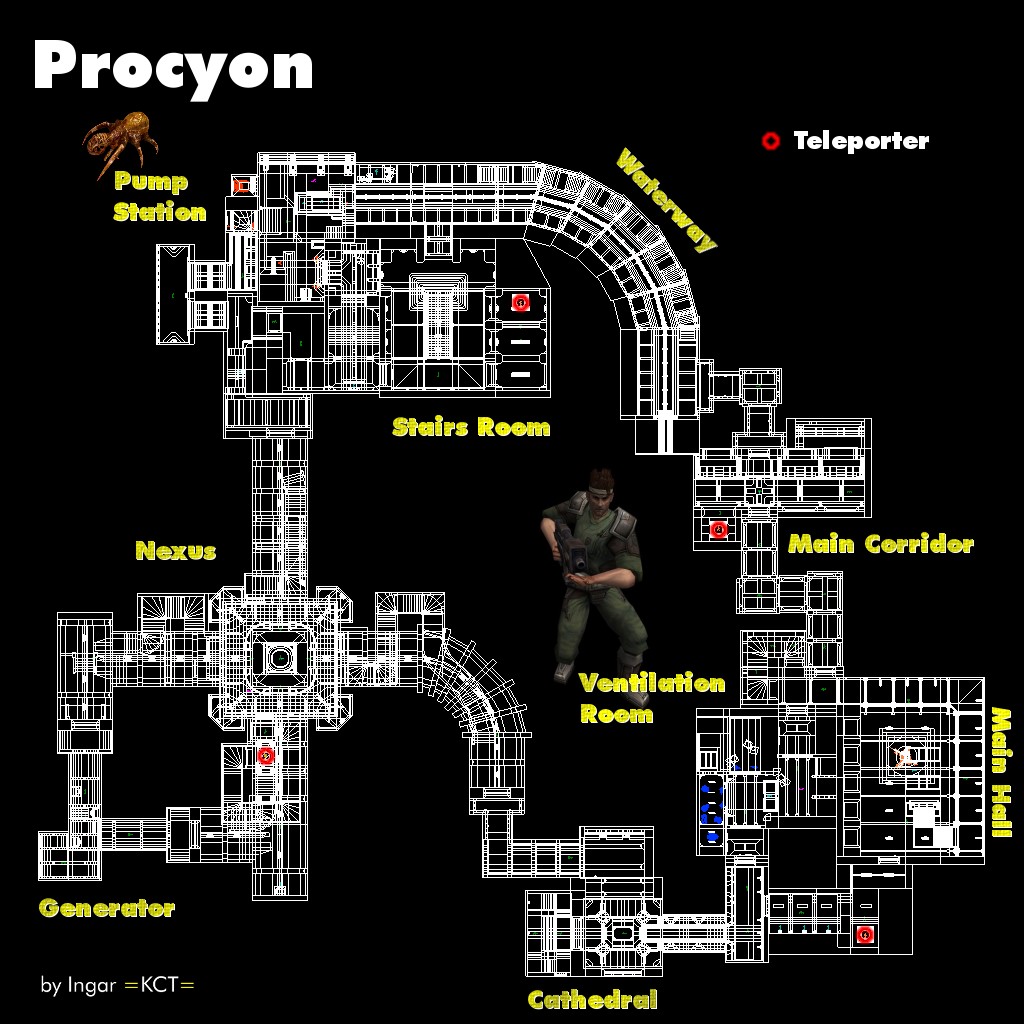 Procyon
Teleporter
Pump
Station
Waterway
Stairs Room
Nexus
Main Corridor
Ventilation
Room
Main Hall
Generator
by Ingar =KCT=
Cathedral